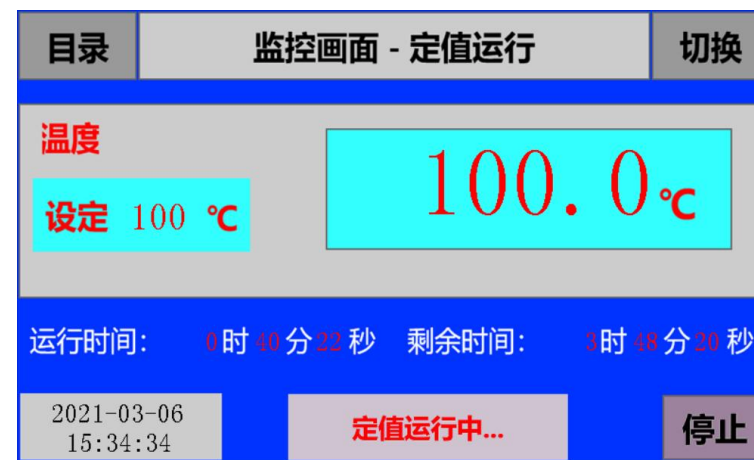 目录 监控画面 - 定值运行 切换
温度
100.0 ℃
设定 100 ℃
运行时间： 0时 40分 22秒 剩余时间： 3时 48分 20秒
2021-03-06
15:34:34
定值运行中...
停止